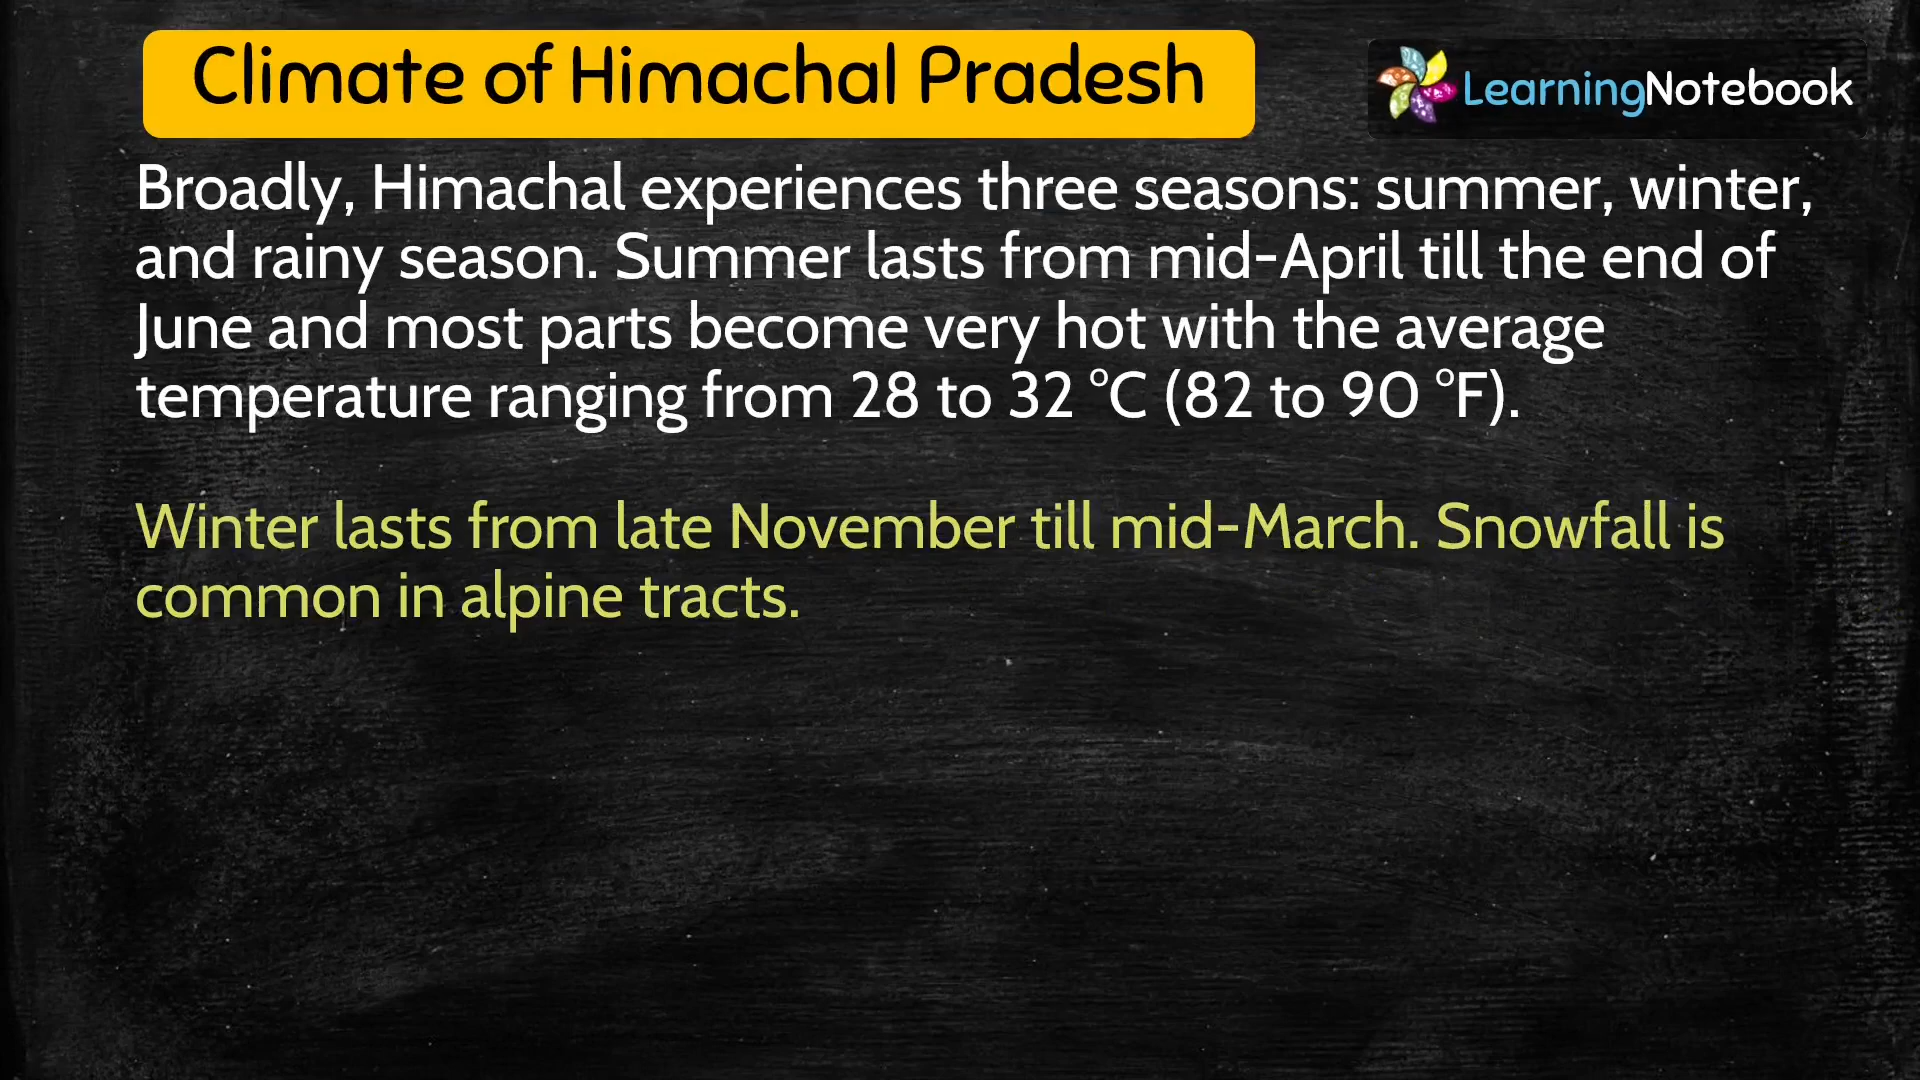 Climate of Himachal Pradesh
LearningNotebook
Broadly, Himachal experiences three seasons: summer, winter,
and rainy season. Summer lasts from mid-April till the end of
June and most parts become very hot with the average
temperature ranging from 28 to 32 °C (82 to 90 °F).
Winter lasts from late November till mid-March. Snowfall is
common in alpine tracts.